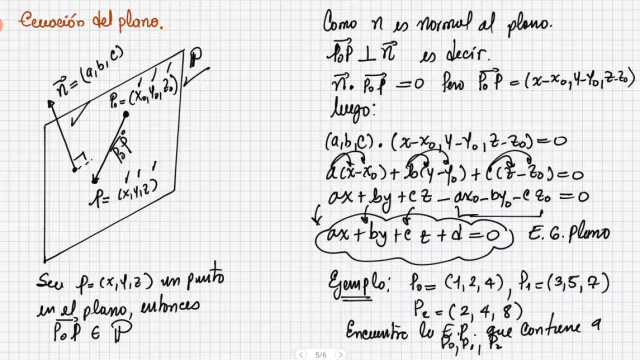 Ecuación del plano.
n = (a,b,c)
P
P₀ = (x₀, y₀, z₀)
P₀P
p = (x,y,z)
Sea p = (x,y,z) un punto
en el plano, entonces
P₀P ∈ P
Como n es normal al plano.
P₀P ⊥ n es decir.
n · P₀P = 0 Pero P₀P = (x-x₀, y-y₀, z-z₀)
luego:
(a,b,c) · (x-x₀, y-y₀, z-z₀) = 0
a(x-x₀) + b(y-y₀) + c(z-z₀) = 0
ax + by + cz - ax₀ - by₀ - cz₀ = 0
ax + by + cz + d = 0 E.G. Plano
Ejemplo: P₀ = (1,2,4), P₁ = (3,5,7)
P₂ = (2,4,8)
Encuentre la E.P. que contiene a
P₀, P₁, P₂
5/6